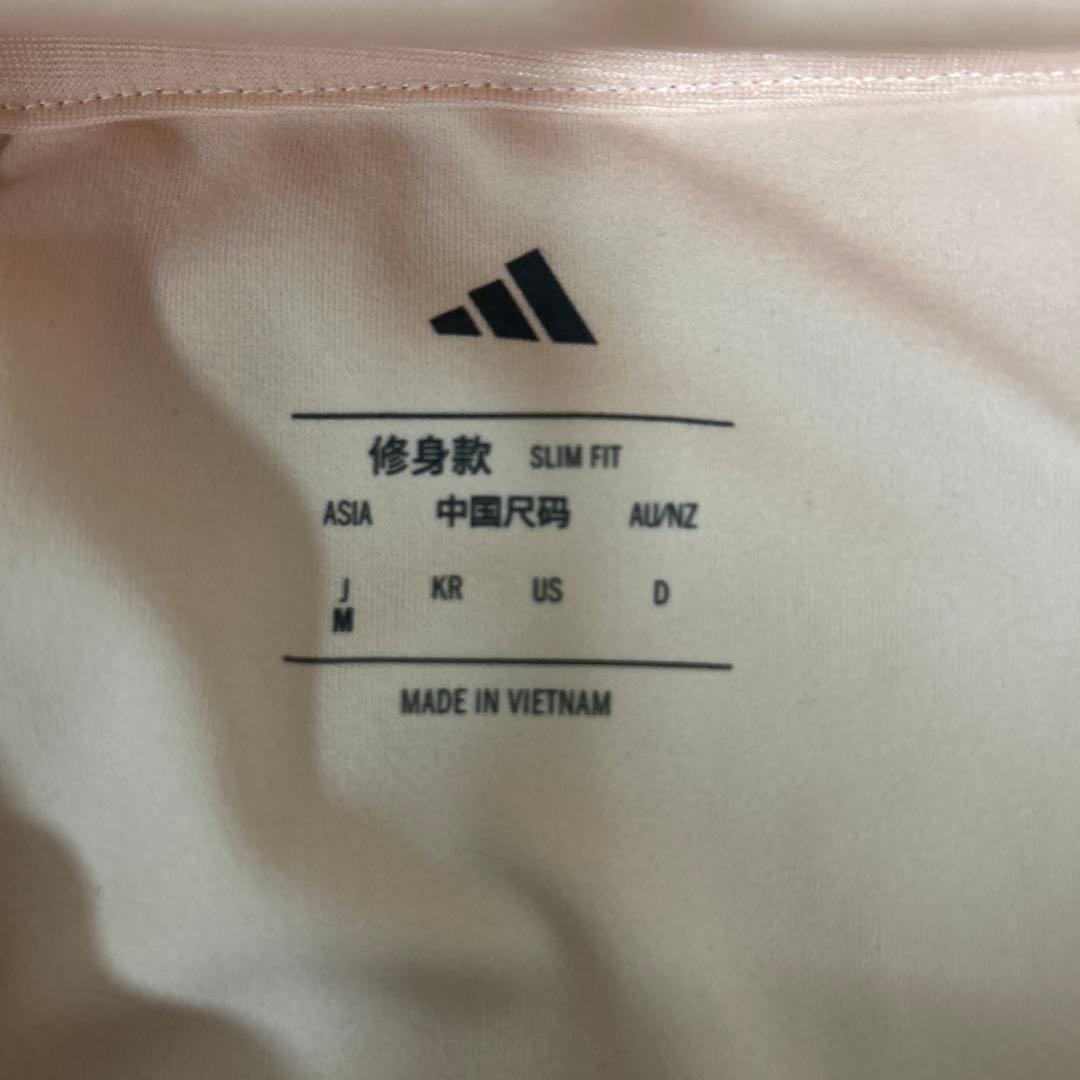 修身款 SLIM FIT
ASIA 中国尺码 AU/NZ
J KR US D
M
MADE IN VIETNAM